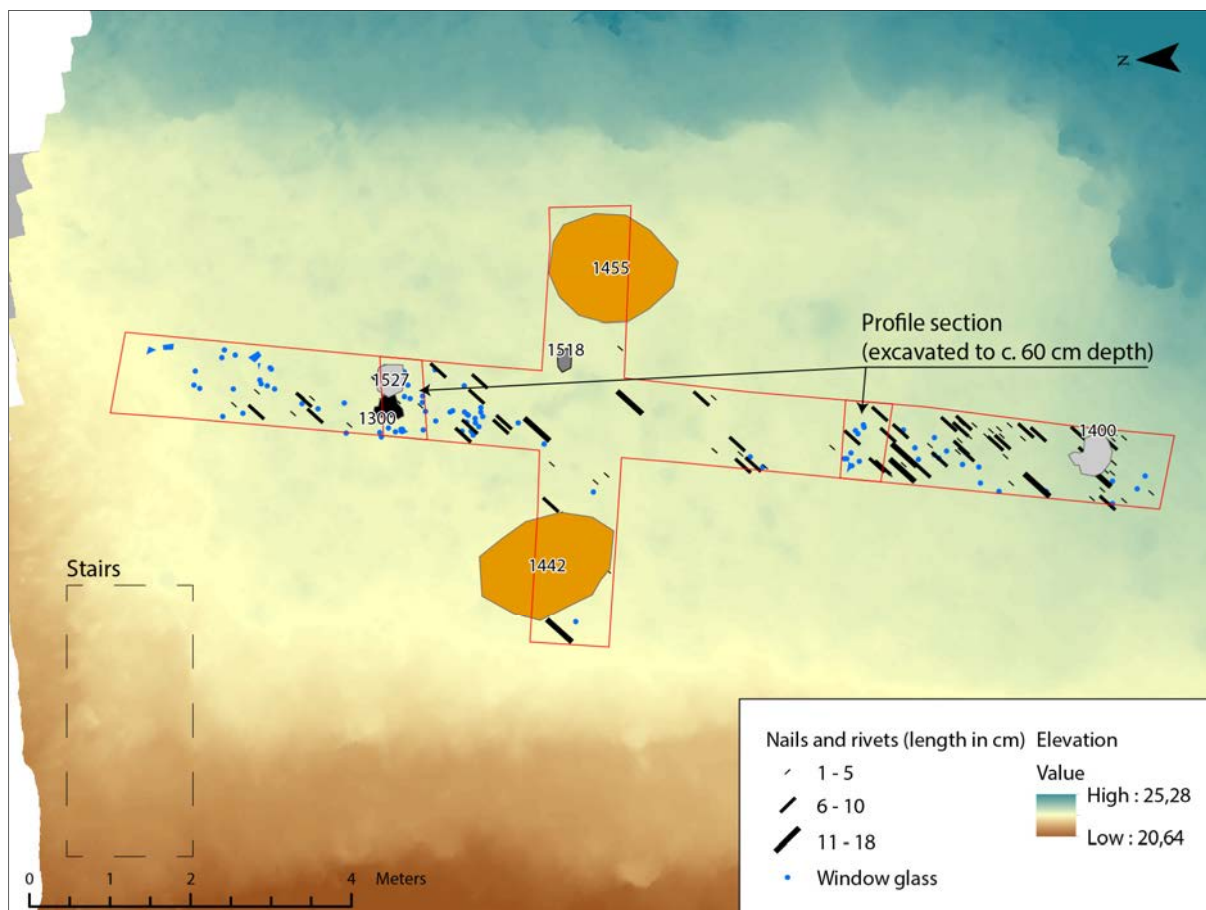 N
1455
1518
Profile section
(excavated to c. 60 cm depth)
1527
1300
1400
1442
Stairs
Nails and rivets (length in cm)
1 - 5
6 - 10
11 - 18
Window glass
Elevation
Value
High : 25,28
Low : 20,64
0 1 2 4 Meters